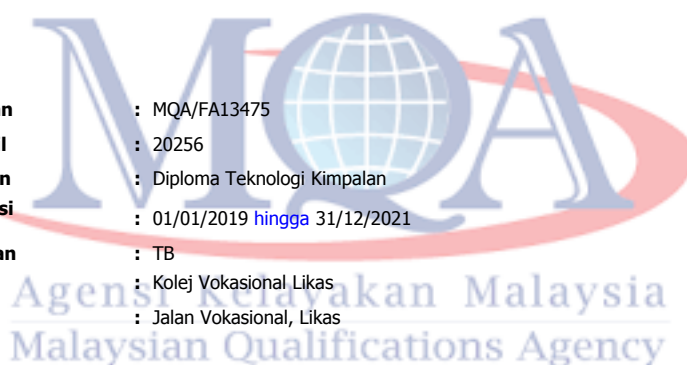 MQA
an : MQA/FA13475
l : 20256
n : Diploma Teknologi Kimpalan
si
: 01/01/2019 hingga 31/12/2021
an : TB
: Kolej Vokasional Likas
: Jalan Vokasional, Likas
Agensi Kelayakan Malaysia
Malaysian Qualifications Agency